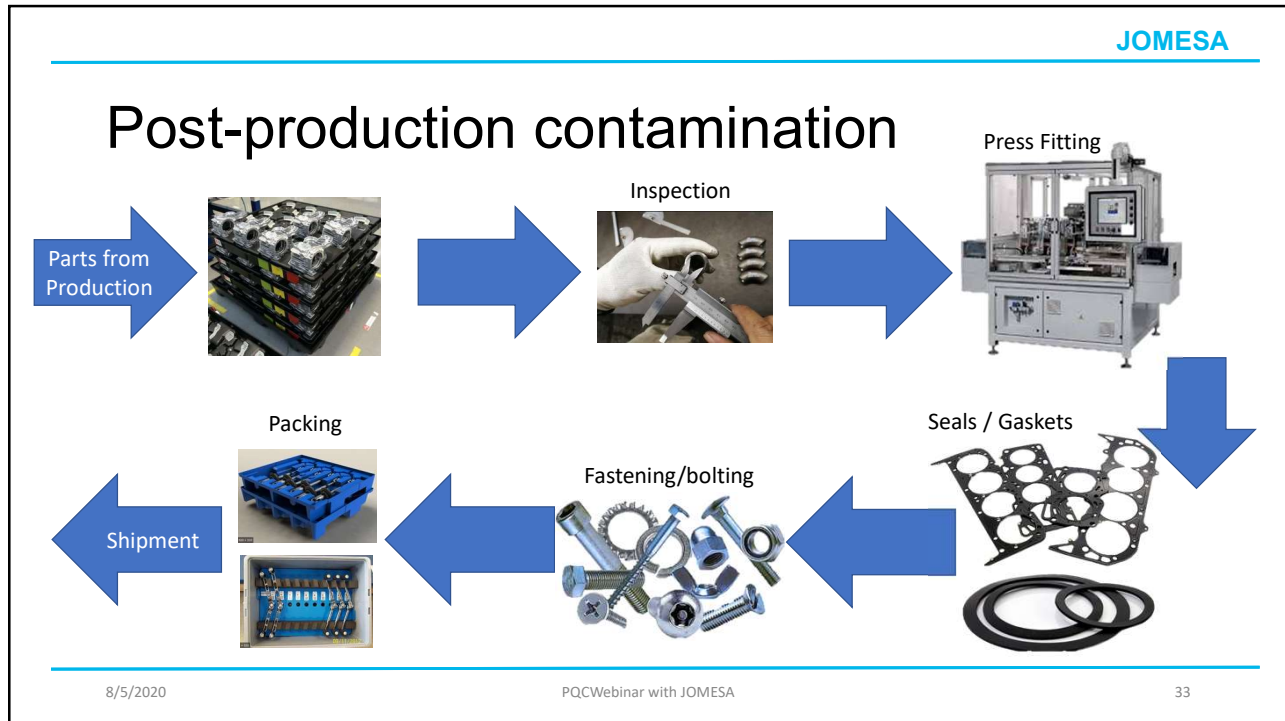 JOMESA
Post-production contamination
Press Fitting
Inspection
Parts from
Production
Seals / Gaskets
Packing
Fastening/bolting
Shipment
8/5/2020
PQCWebinar with JOMESA
33